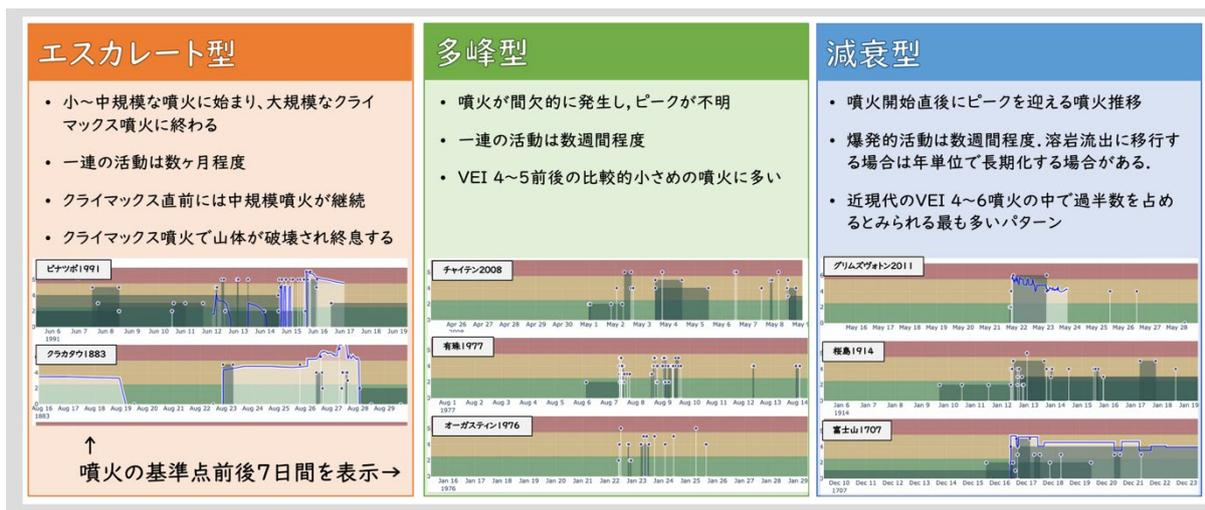 エスカレート型
• 小〜中規模な噴火に始まり、大規模なクライ
マックス噴火に終わる
• 一連の活動は数ヶ月程度
• クライマックス直前には中規模噴火が継続
• クライマックス噴火で山体が破壊され終息する
ピナツボ1991
Jun 6 Jun 7 Jun 8 Jun 9 Jun 10 Jun 11 Jun 12 Jun 13 Jun 14 Jun 15 Jun 16 Jun 17 Jun 18 Jun 19
1991
クラカタウ1883
Aug 16 Aug 17 Aug 18 Aug 19 Aug 20 Aug 21 Aug 22 Aug 23 Aug 24 Aug 25 Aug 26 Aug 27 Aug 28 Aug 29
1883
↑
噴火の基準点前後7日間を表示→
多峰型
• 噴火が間欠的に発生し,ピークが不明
• 一連の活動は数週間程度
• VEI 4〜5前後の比較的小さめの噴火に多い
チャイテン2008
Apr 26 Apr 27 Apr 28 Apr 29 Apr 30 May 1 May 2 May 3 May 4 May 5 May 6 May 7 May 8 May
2008
有珠1977
Aug 1 Aug 2 Aug 3 Aug 4 Aug 5 Aug 6 Aug 7 Aug 8 Aug 9 Aug 10 Aug 11 Aug 12 Aug 13 Aug 14
1977
オーガスティン1976
Jan 16 Jan 17 Jan 18 Jan 19 Jan 20 Jan 21 Jan 22 Jan 23 Jan 24 Jan 25 Jan 26 Jan 27 Jan 28 Jan 29
1976
減衰型
• 噴火開始直後にピークを迎える噴火推移
• 爆発的活動は数週間程度.溶岩流出に移行す
る場合は年単位で長期化する場合がある.
• 近現代のVEI 4〜6噴火の中で過半数を占め
るとみられる最も多いパターン
グリムズヴォトン2011
May 16 May 17 May 18 May 19 May 20 May 21 May 22 May 23 May 24 May 25 May 26 May 27 May 28
桜島1914
Jan 6 Jan 7 Jan 8 Jan 9 Jan 10 Jan 11 Jan 12 Jan 13 Jan 14 Jan 15 Jan 16 Jan 17 Jan 18 Jan 19
1914
富士山1707
Dec 10 Dec 11 Dec 12 Dec 13 Dec 14 Dec 15 Dec 16 Dec 17 Dec 18 Dec 19 Dec 20 Dec 21 Dec 22 Dec 23
1707